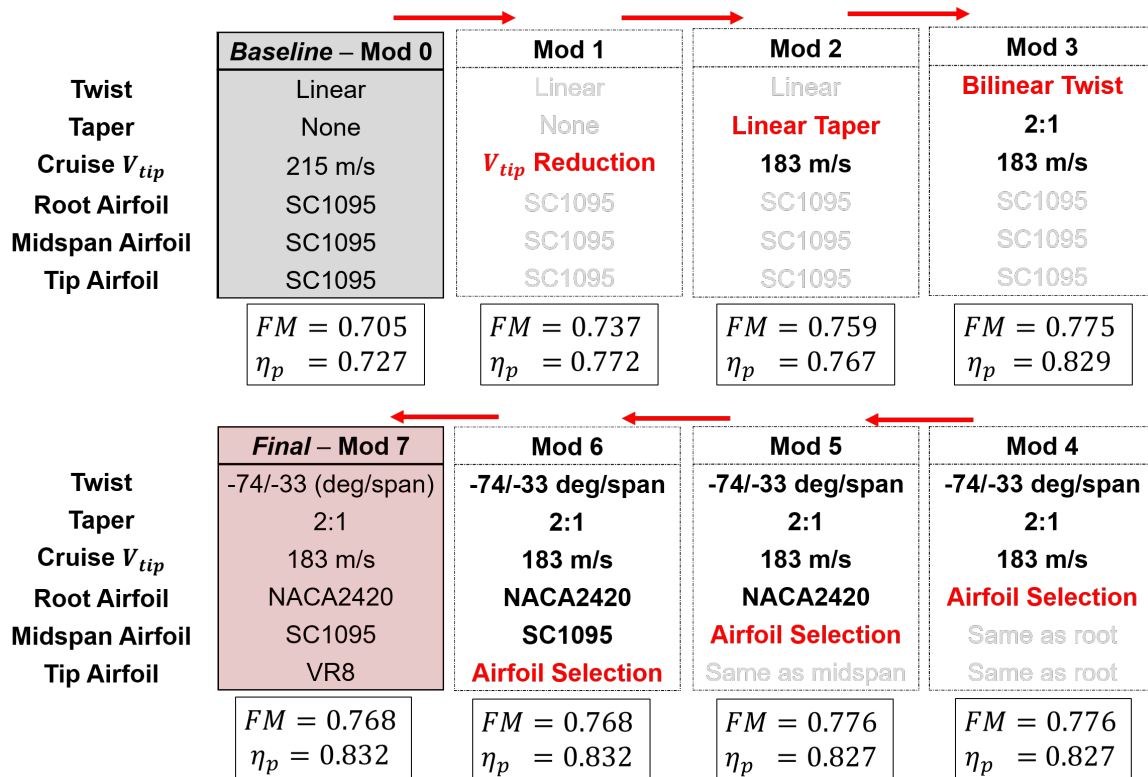 Baseline – Mod 0 Mod 1 Mod 2 Mod 3
Twist Linear Linear Linear Bilinear Twist
Taper None None Linear Taper 2:1
Cruise V_tip 215 m/s V_tip Reduction 183 m/s 183 m/s
Root Airfoil SC1095 SC1095 SC1095 SC1095
Midspan Airfoil SC1095 SC1095 SC1095 SC1095
Tip Airfoil SC1095 SC1095 SC1095 SC1095
FM = 0.705 FM = 0.737 FM = 0.759 FM = 0.775
η_p = 0.727 η_p = 0.772 η_p = 0.767 η_p = 0.829
Final – Mod 7 Mod 6 Mod 5 Mod 4
Twist -74/-33 (deg/span) -74/-33 deg/span -74/-33 deg/span -74/-33 deg/span
Taper 2:1 2:1 2:1 2:1
Cruise V_tip 183 m/s 183 m/s 183 m/s 183 m/s
Root Airfoil NACA2420 NACA2420 NACA2420 Airfoil Selection
Midspan Airfoil SC1095 SC1095 Airfoil Selection Same as root
Tip Airfoil VR8 Airfoil Selection Same as midspan Same as root
FM = 0.768 FM = 0.768 FM = 0.776 FM = 0.776
η_p = 0.832 η_p = 0.832 η_p = 0.827 η_p = 0.827